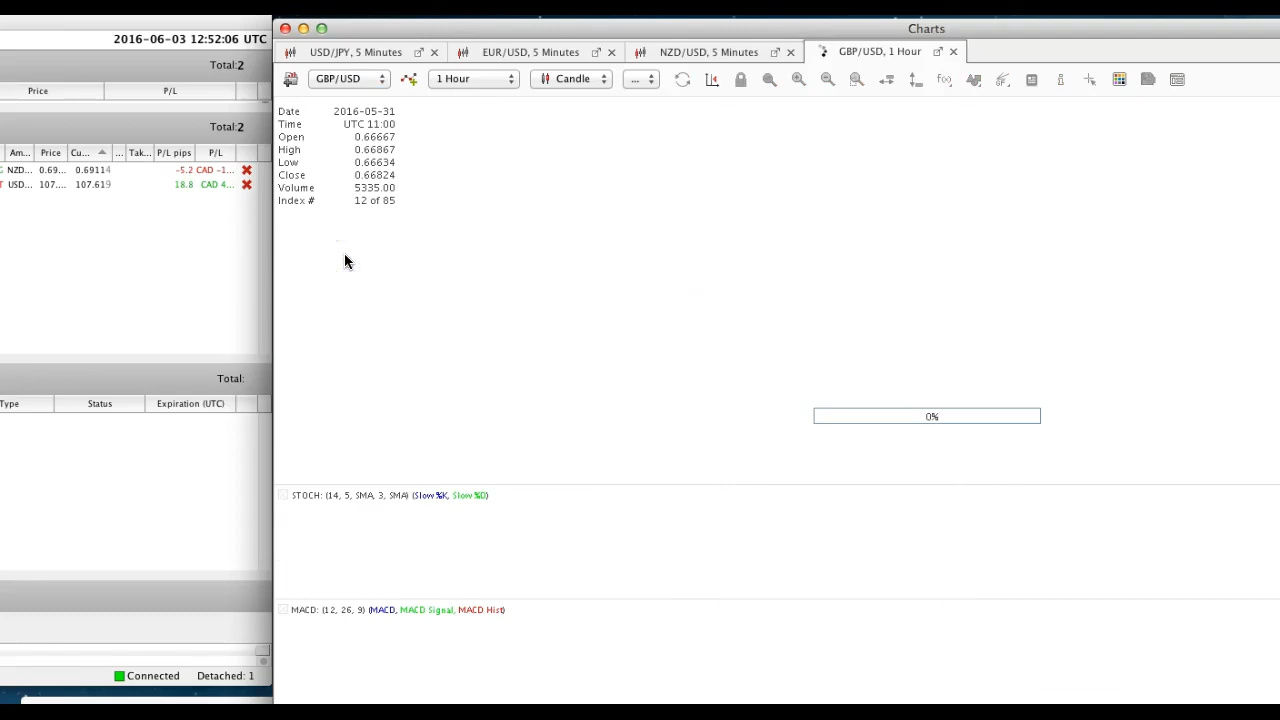 Charts
2016-06-03 12:52:06 UTC
USD/JPY, 5 Minutes
EUR/USD, 5 Minutes
NZD/USD, 5 Minutes
GBP/USD, 1 Hour
Total:2
GBP/USD
1 Hour
Candle
...
Price
P/L
Date 2016-05-31
Time UTC 11:00
Open 0.66667
High 0.66867
Low 0.66634
Close 0.66824
Volume 5335.00
Index # 12 of 85
Total:2
Am... Price Cu... ... Tak... P/L pips P/L
NZD... 0.69... 0.69114 -5.2 CAD -1...
USD... 107.... 107.619 18.8 CAD 4...
Total:
Type Status Expiration (UTC)
0%
STOCH: (14, 5, SMA, 3, SMA) (Slow %K, Slow %D)
MACD: (12, 26, 9) (MACD, MACD Signal, MACD Hist)
Connected Detached: 1